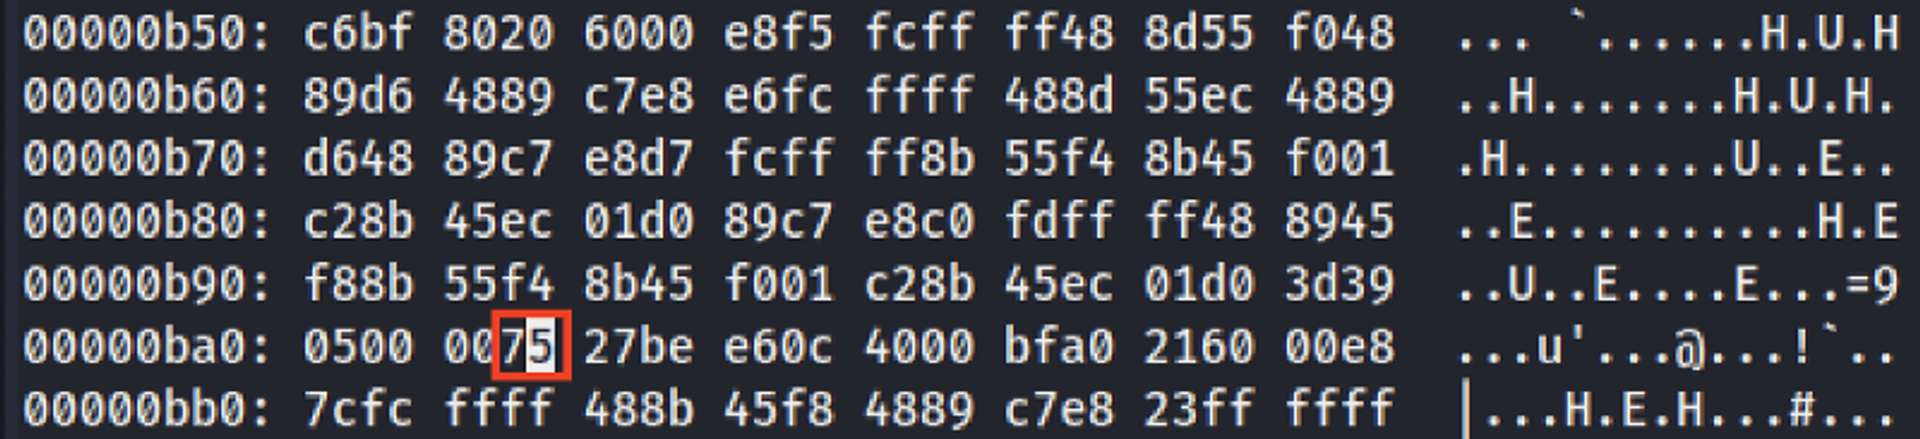 00000b50: c6bf 8020 6000 e8f5 fcff ff48 8d55 f048 ... `......H.U.H
00000b60: 89d6 4889 c7e8 e6fc ffff 488d 55ec 4889 ..H.......H.U.H.
00000b70: d648 89c7 e8d7 fcff ff8b 55f4 8b45 f001 .H........U..E..
00000b80: c28b 45ec 01d0 89c7 e8c0 fdff ff48 8945 ..E..........H.E
00000b90: f88b 55f4 8b45 f001 c28b 45ec 01d0 3d39 ..U..E....E...=9
00000ba0: 0500 0075 27be e60c 4000 bfa0 2160 00e8 ...u'...@...!`..
00000bb0: 7cfc ffff 488b 45f8 4889 c7e8 23ff ffff |...H.E.H...#...